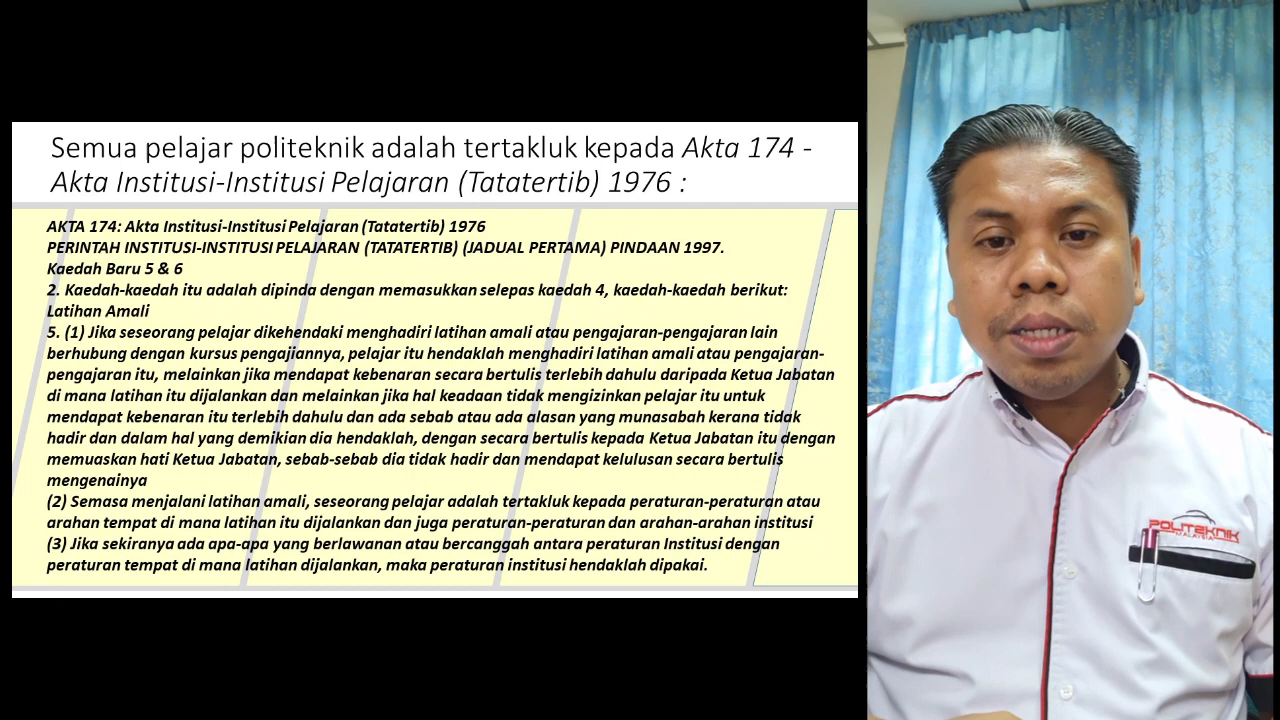 Semua pelajar politeknik adalah tertakluk kepada Akta 174 -
Akta Institusi-Institusi Pelajaran (Tatatertib) 1976 :
AKTA 174: Akta Institusi-Institusi Pelajaran (Tatatertib) 1976
PERINTAH INSTITUSI-INSTITUSI PELAJARAN (TATATERTIB) (JADUAL PERTAMA) PINDAAN 1997.
Kaedah Baru 5 & 6
2. Kaedah-kaedah itu adalah dipinda dengan memasukkan selepas kaedah 4, kaedah-kaedah berikut:
Latihan Amali
5. (1) Jika seseorang pelajar dikehendaki menghadiri latihan amali atau pengajaran-pengajaran lain
berhubung dengan kursus pengajiannya, pelajar itu hendaklah menghadiri latihan amali atau pengajaran-
pengajaran itu, melainkan jika mendapat kebenaran secara bertulis terlebih dahulu daripada Ketua Jabatan
di mana latihan itu dijalankan dan melainkan jika hal keadaan tidak mengizinkan pelajar itu untuk
mendapat kebenaran itu terlebih dahulu dan ada sebab atau ada alasan yang munasabah kerana tidak
hadir dan dalam hal yang demikian dia hendaklah, dengan secara bertulis kepada Ketua Jabatan itu dengan
memuaskan hati Ketua Jabatan, sebab-sebab dia tidak hadir dan mendapat kelulusan secara bertulis
mengenainya
(2) Semasa menjalani latihan amali, seseorang pelajar adalah tertakluk kepada peraturan-peraturan atau
arahan tempat di mana latihan itu dijalankan dan juga peraturan-peraturan dan arahan-arahan institusi
(3) Jika sekiranya ada apa-apa yang berlawanan atau bercanggah antara peraturan Institusi dengan
peraturan tempat di mana latihan dijalankan, maka peraturan institusi hendaklah dipakai.
POLITEKNIK
MALAYSIA